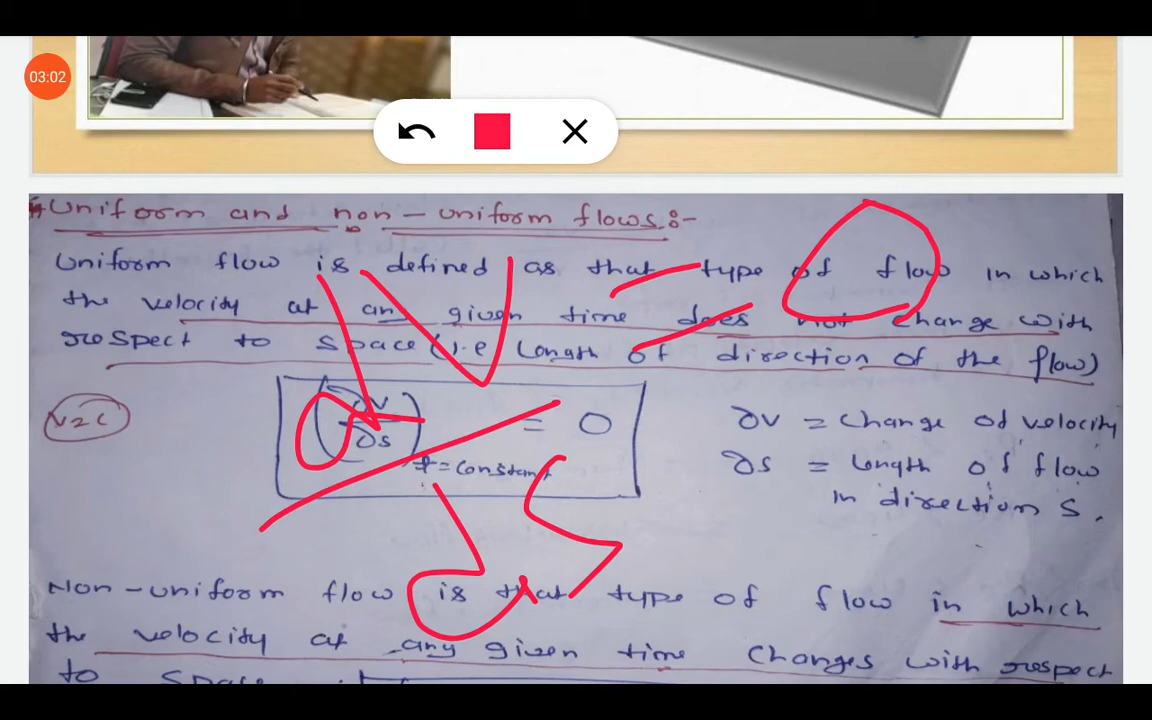 03:02
Uniform and non-uniform flows:-
Uniform flow is defined as that type of flow in which
the velocity at an given time does not change with
respect to space (i.e length of direction of the flow)
V=C
(∂V/∂s) t=constant = 0
∂V = Change of velocity
∂s = Length of flow
in direction S.
Non-uniform flow is that type of flow in which
the velocity at any given time changes with respect
to space